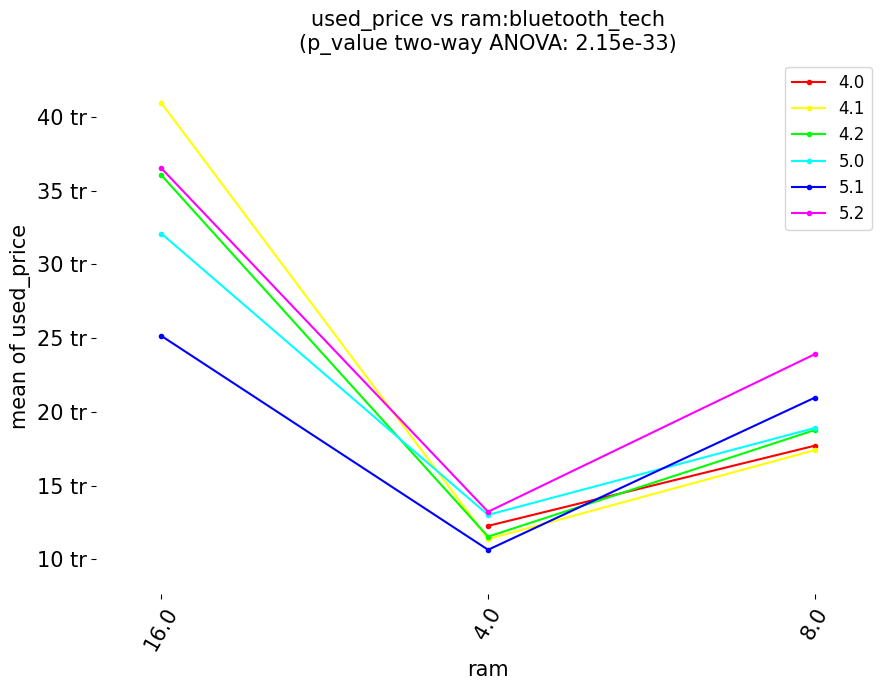 used_price vs ram:bluetooth_tech
(p_value two-way ANOVA: 2.15e-33)
4.0
4.1
4.2
5.0
5.1
5.2
40 tr
35 tr
30 tr
25 tr
20 tr
15 tr
10 tr
mean of used_price
16.0
4.0
8.0
ram